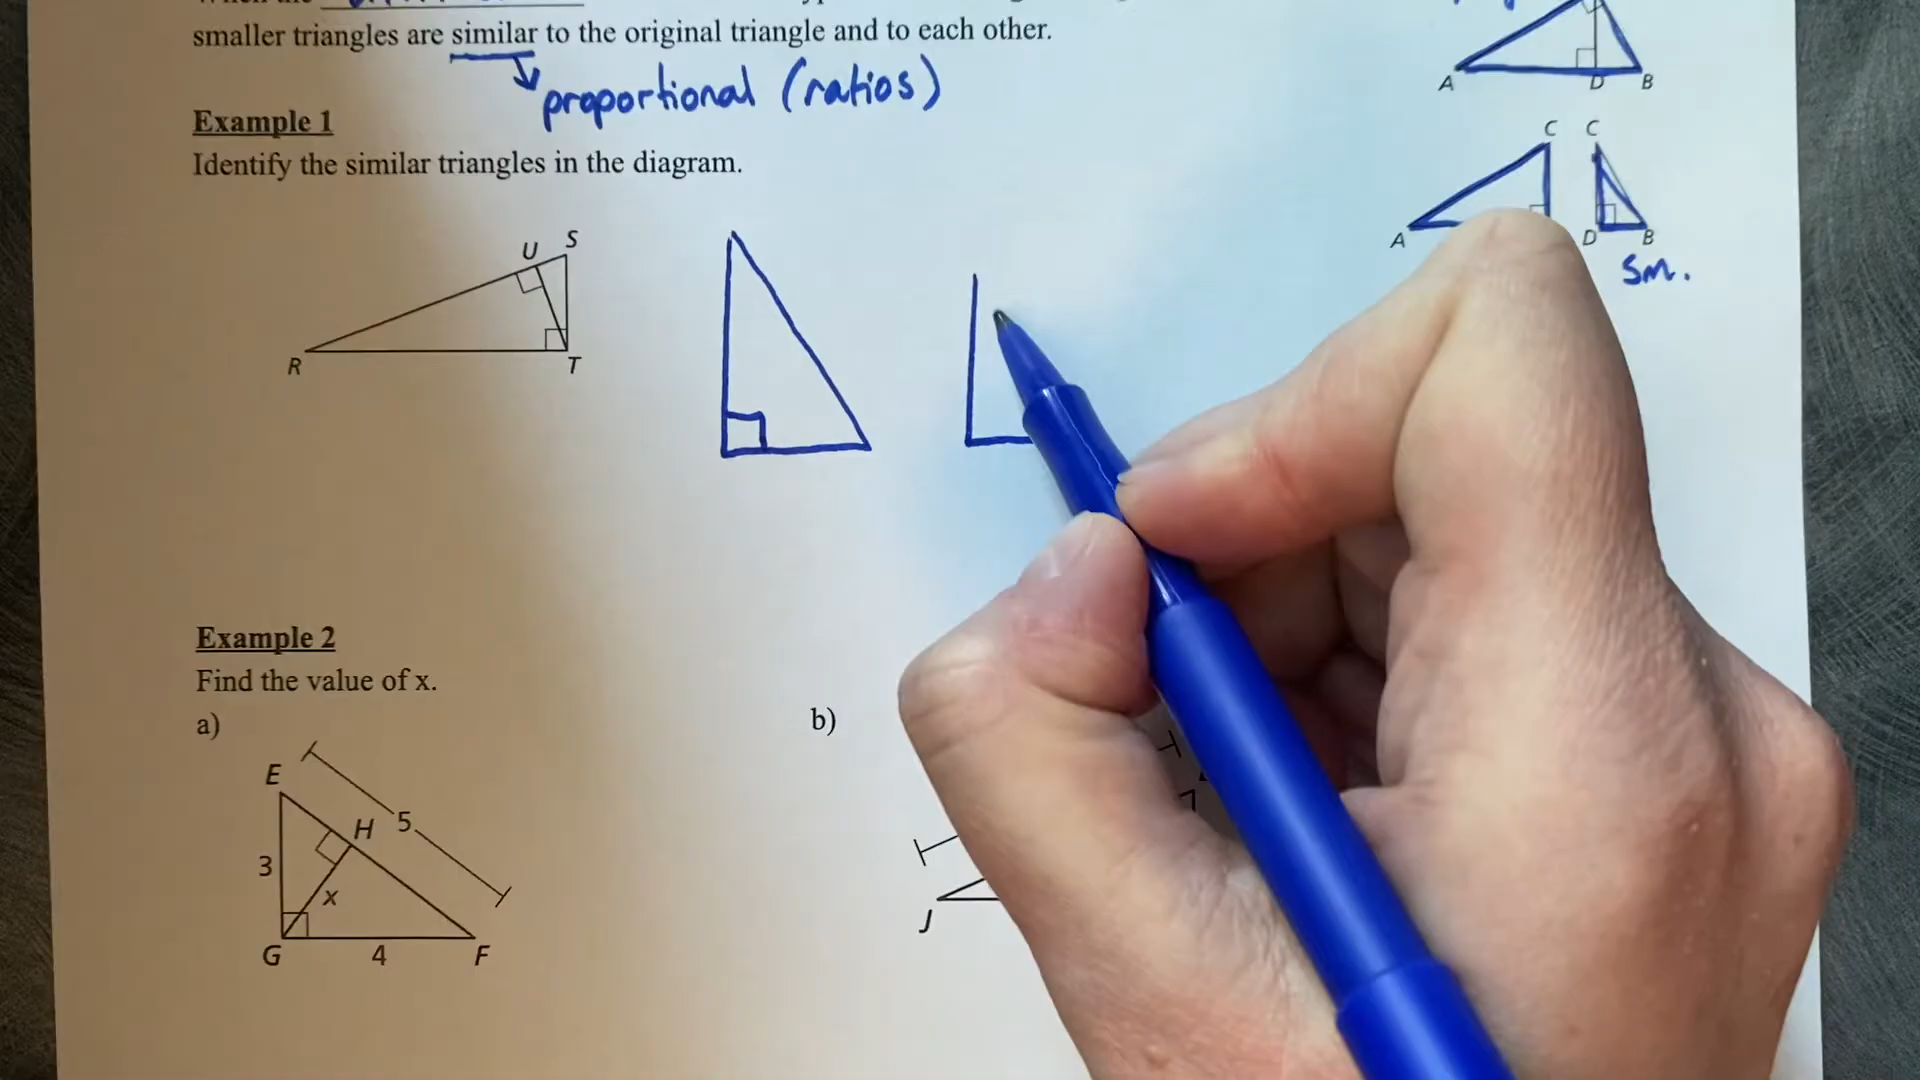 smaller triangles are similar to the original triangle and to each other.
A D B
proportional (ratios)
Example 1
C C
Identify the similar triangles in the diagram.
U S
A D B
Sm.
R T
Example 2
Find the value of x.
a) b)
E
H 5
3
x
J
G 4 F